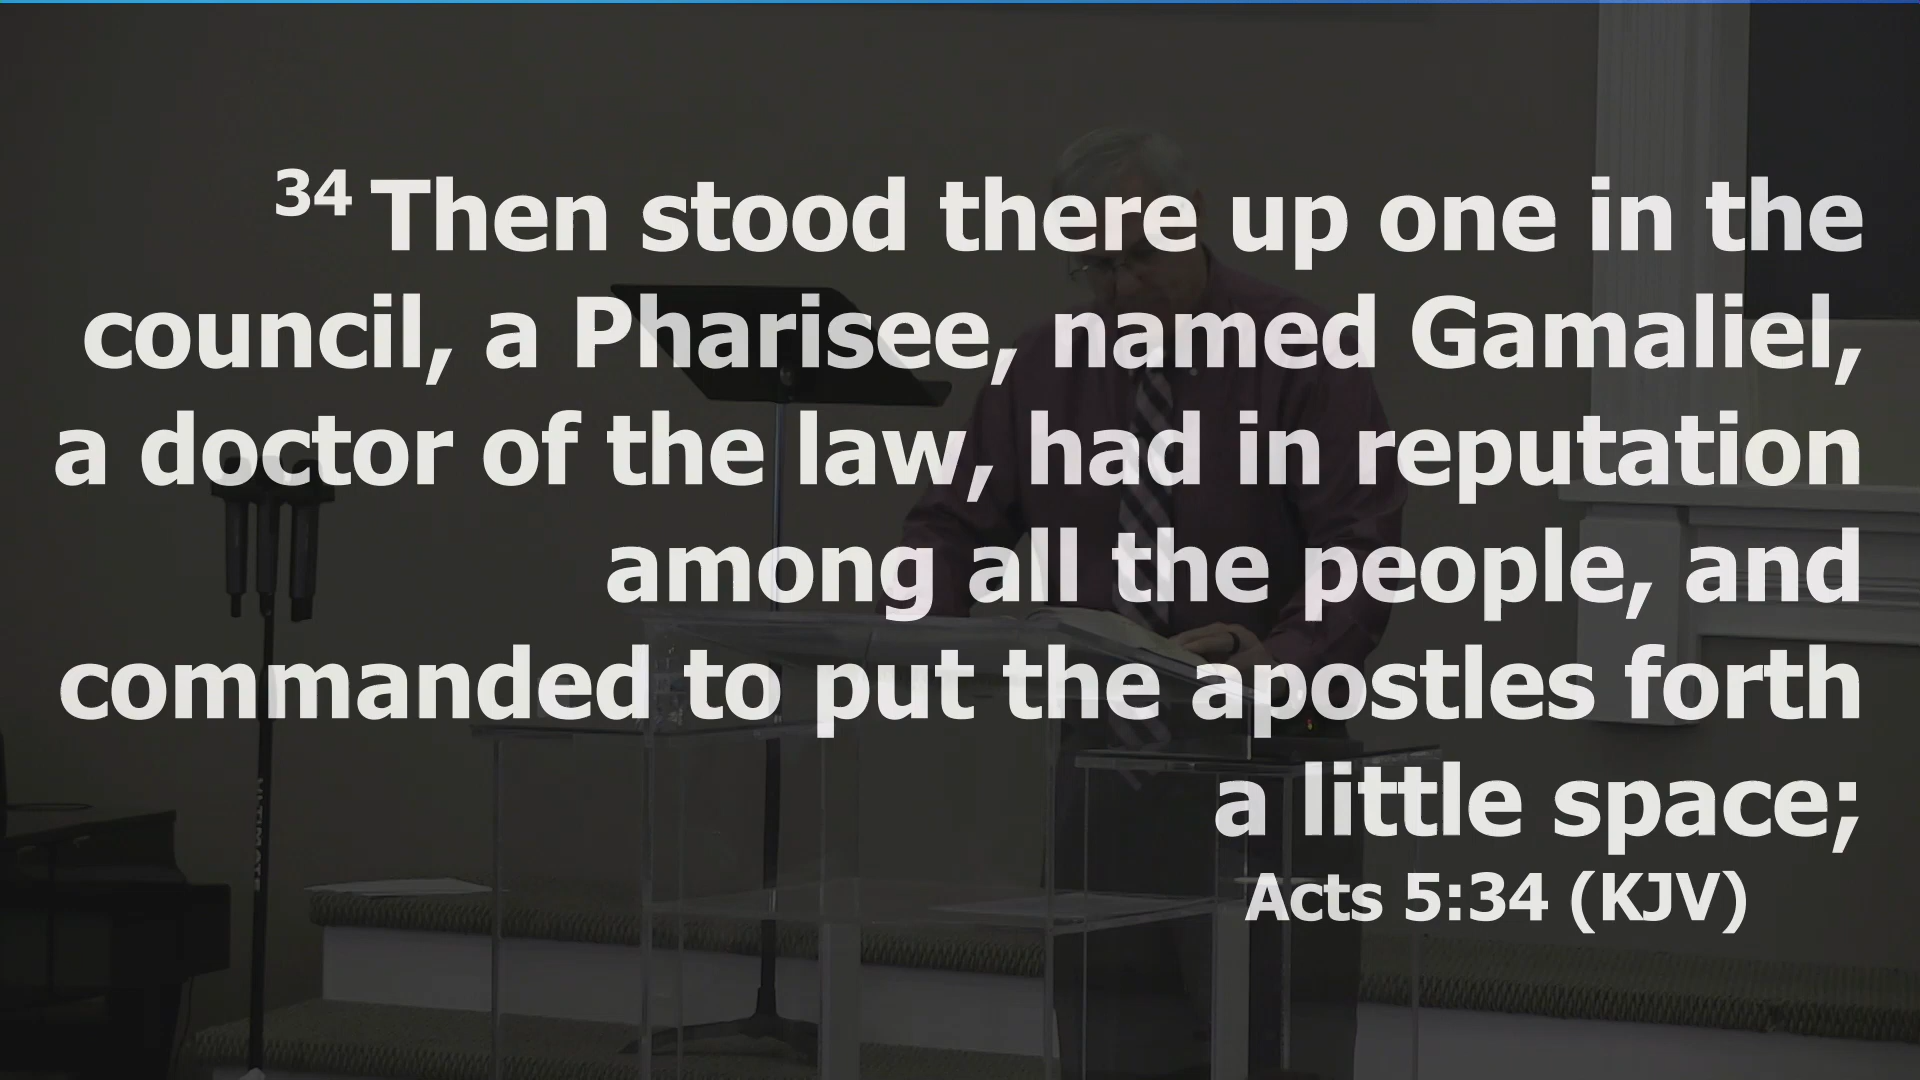 34 Then stood there up one in the
council, a Pharisee, named Gamaliel,
a doctor of the law, had in reputation
among all the people, and
commanded to put the apostles forth
a little space;
Acts 5:34 (KJV)
ULTIMATE